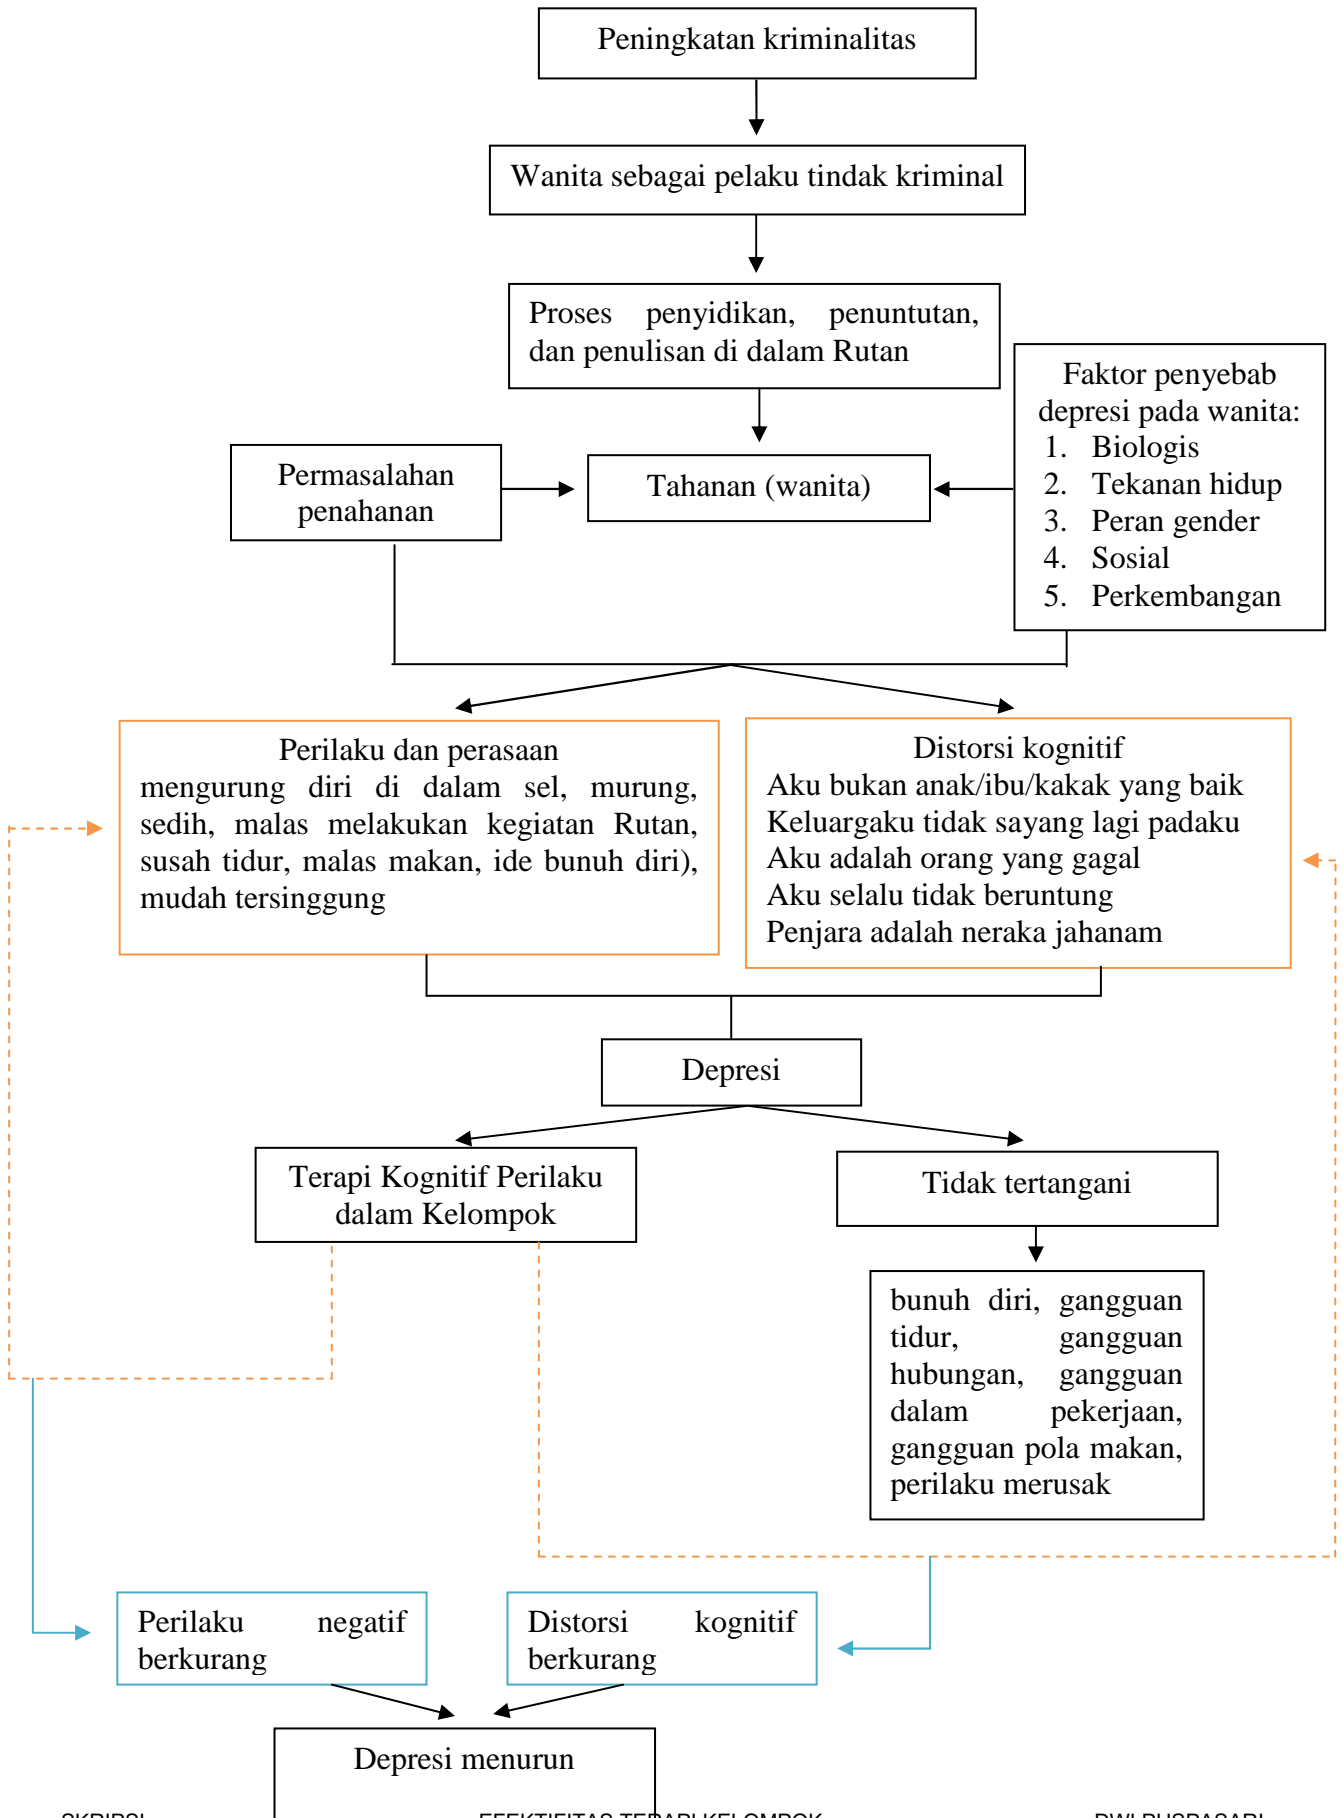 Peningkatan kriminalitas
Wanita sebagai pelaku tindak kriminal
Proses penyidikan, penuntutan,
dan penulisan di dalam Rutan
Faktor penyebab
depresi pada wanita:
1. Biologis
2. Tekanan hidup
3. Peran gender
4. Sosial
5. Perkembangan
Permasalahan
penahanan
Tahanan (wanita)
Perilaku dan perasaan
mengurung diri di dalam sel, murung,
sedih, malas melakukan kegiatan Rutan,
susah tidur, malas makan, ide bunuh diri),
mudah tersinggung
Distorsi kognitif
Aku bukan anak/ibu/kakak yang baik
Keluargaku tidak sayang lagi padaku
Aku adalah orang yang gagal
Aku selalu tidak beruntung
Penjara adalah neraka jahanam
Depresi
Terapi Kognitif Perilaku
dalam Kelompok
Tidak tertangani
bunuh diri, gangguan
tidur, gangguan
hubungan, gangguan
dalam pekerjaan,
gangguan pola makan,
perilaku merusak
Perilaku negatif
berkurang
Distorsi kognitif
berkurang
Depresi menurun
SKRIPSI
EFEKTIFITAS TERAPI KELOMPOK
DWI PUSPASARI